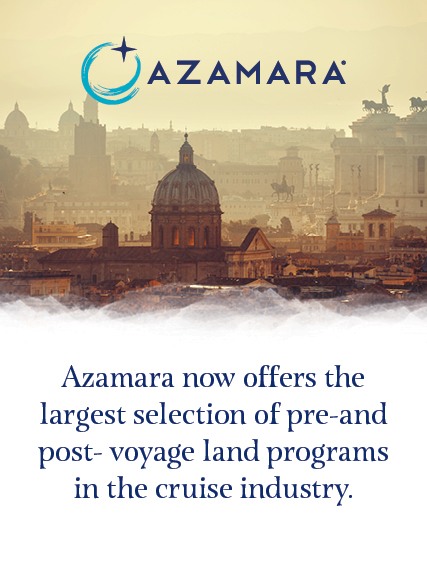 AZAMARA®
Azamara now offers the
largest selection of pre-and
post- voyage land programs
in the cruise industry.